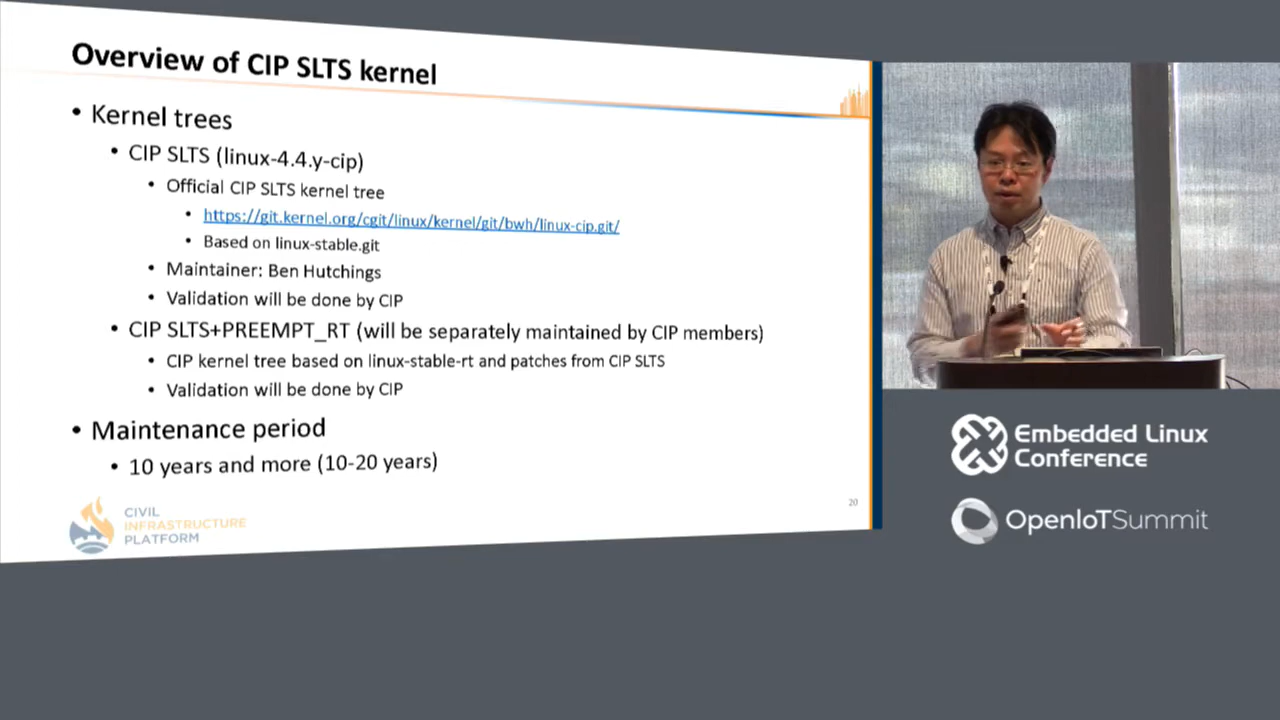 Overview of CIP SLTS kernel
• Kernel trees
• CIP SLTS (linux-4.4.y-cip)
• Official CIP SLTS kernel tree
• https://git.kernel.org/cgit/linux/kernel/git/bwh/linux-cip.git/
• Based on linux-stable.git
• Maintainer: Ben Hutchings
• Validation will be done by CIP
• CIP SLTS+PREEMPT_RT (will be separately maintained by CIP members)
• CIP kernel tree based on linux-stable-rt and patches from CIP SLTS
• Validation will be done by CIP
• Maintenance period
• 10 years and more (10-20 years)
CIVIL
INFRASTRUCTURE
PLATFORM
20
Embedded Linux
Conference
OpenIoTSummit